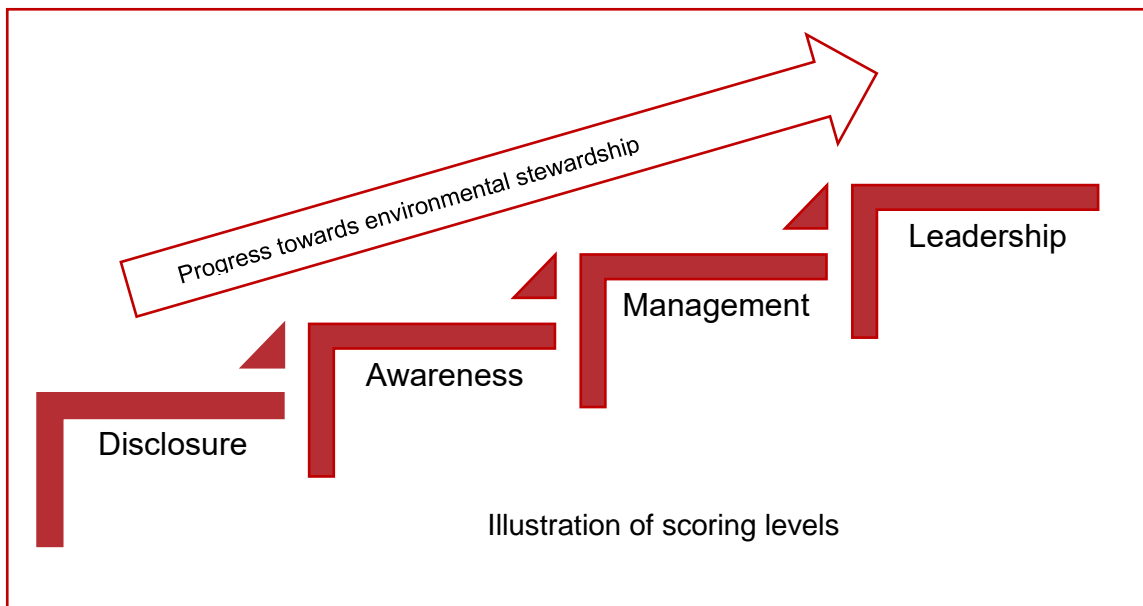 Progress towards environmental stewardship
Leadership
Management
Awareness
Disclosure
Illustration of scoring levels